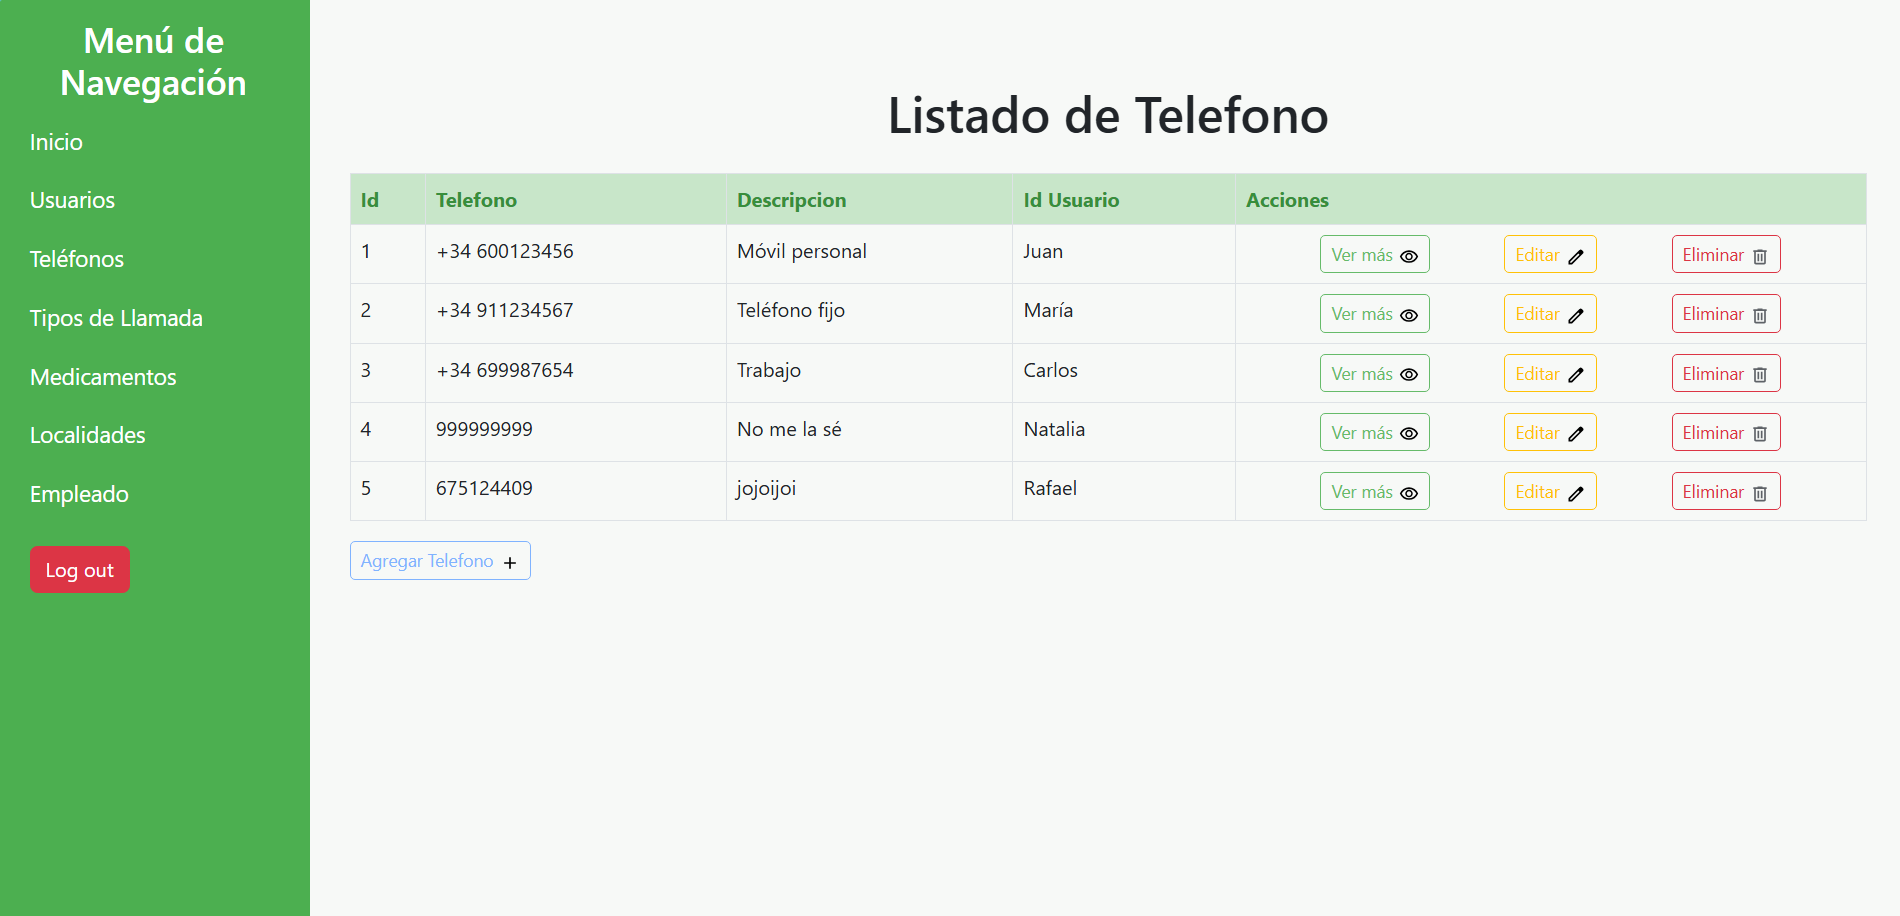 Menú de
Navegación
Inicio
Usuarios
Teléfonos
Tipos de Llamada
Medicamentos
Localidades
Empleado
Log out
Listado de Telefono
Id Telefono Descripcion Id Usuario Acciones
1 +34 600123456 Móvil personal Juan Ver más Editar Eliminar
2 +34 911234567 Teléfono fijo María Ver más Editar Eliminar
3 +34 699987654 Trabajo Carlos Ver más Editar Eliminar
4 999999999 No me la sé Natalia Ver más Editar Eliminar
5 675124409 jojoijoi Rafael Ver más Editar Eliminar
Agregar Telefono +